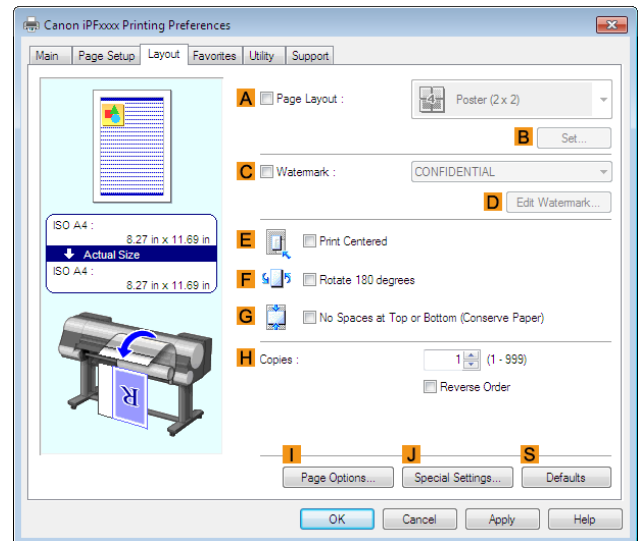 Canon iPFxxxx Printing Preferences
Main Page Setup Layout Favorites Utility Support
A Page Layout : 4 Poster (2 x 2)
B Set...
C Watermark : CONFIDENTIAL
D Edit Watermark...
ISO A4 :
8.27 in x 11.69 in
Actual Size
ISO A4 :
8.27 in x 11.69 in
E Print Centered
F Rotate 180 degrees
G No Spaces at Top or Bottom (Conserve Paper)
H Copies : 1 (1 - 999)
Reverse Order
R
I J S
Page Options... Special Settings... Defaults
OK Cancel Apply Help